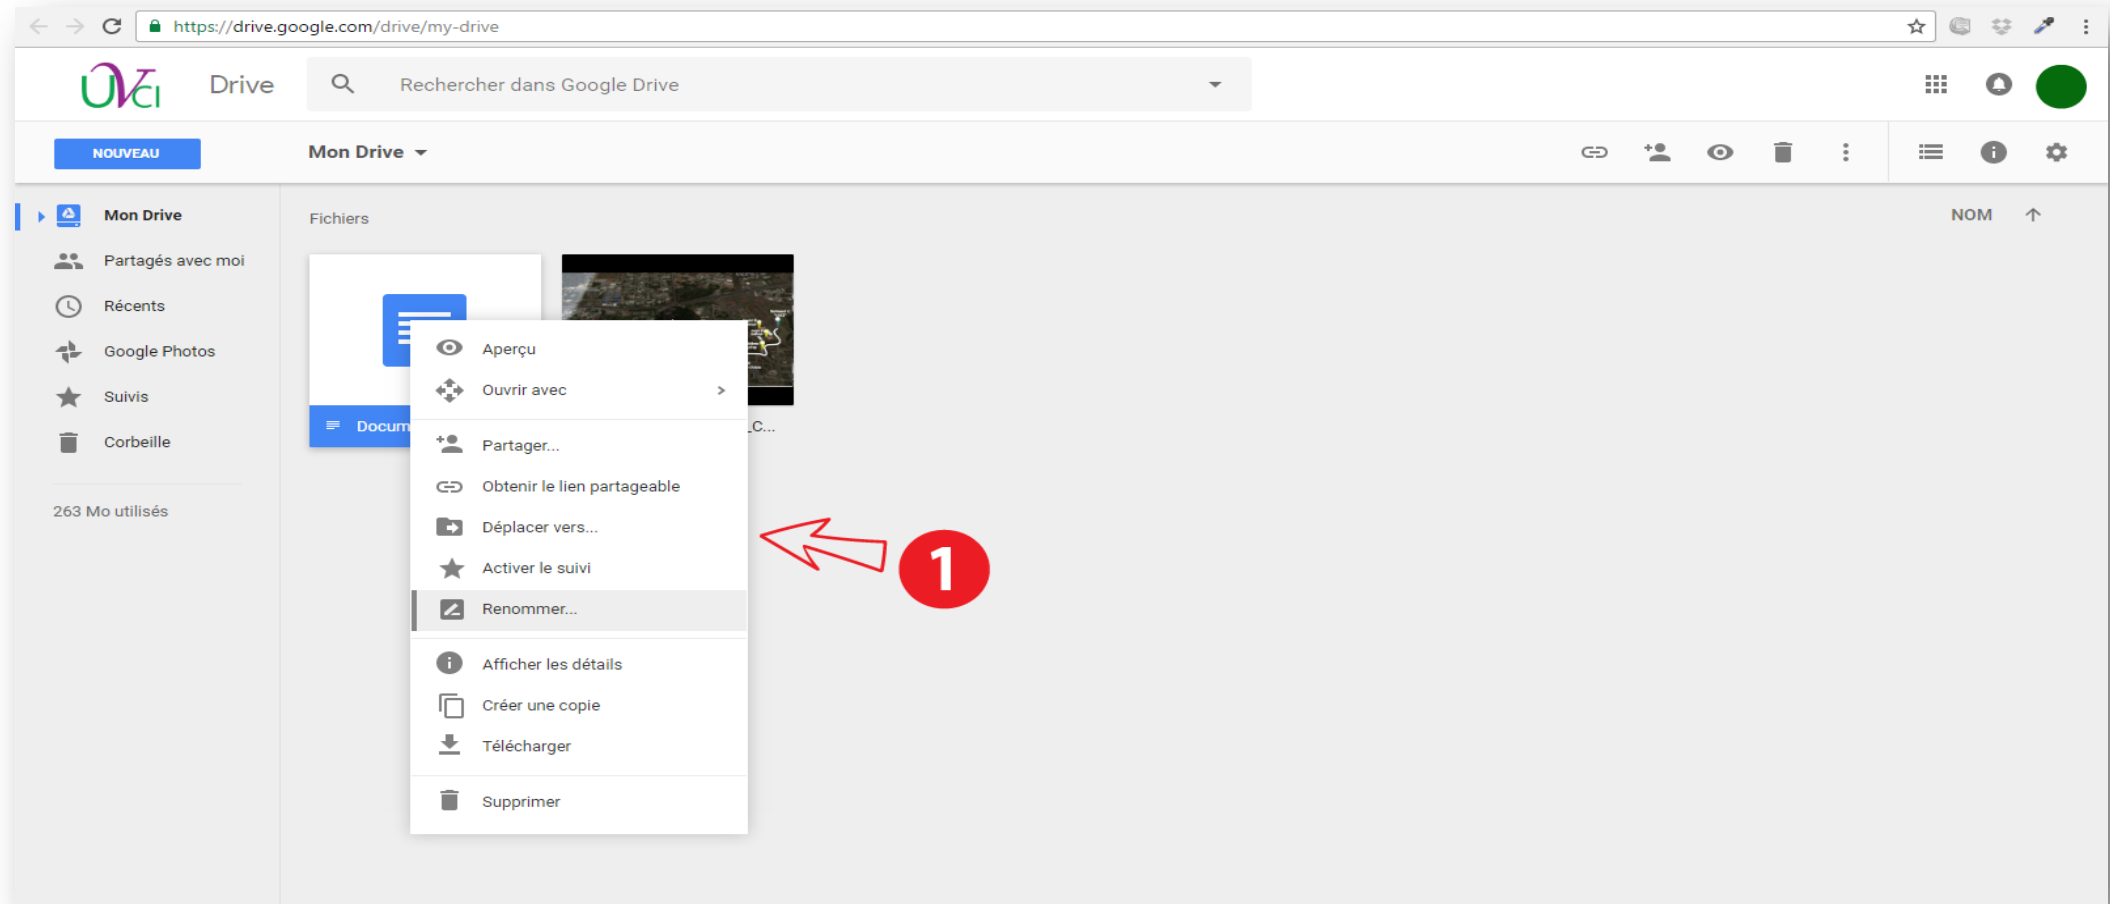 https://drive.google.com/drive/my-drive
UVCI Drive Rechercher dans Google Drive
NOUVEAU Mon Drive
Mon Drive
Partagés avec moi
Récents
Google Photos
Suivis
Corbeille
263 Mo utilisés
Fichiers NOM
Docum
_C...
Aperçu
Ouvrir avec
Partager...
Obtenir le lien partageable
Déplacer vers...
Activer le suivi
Renommer...
Afficher les détails
Créer une copie
Télécharger
Supprimer
1